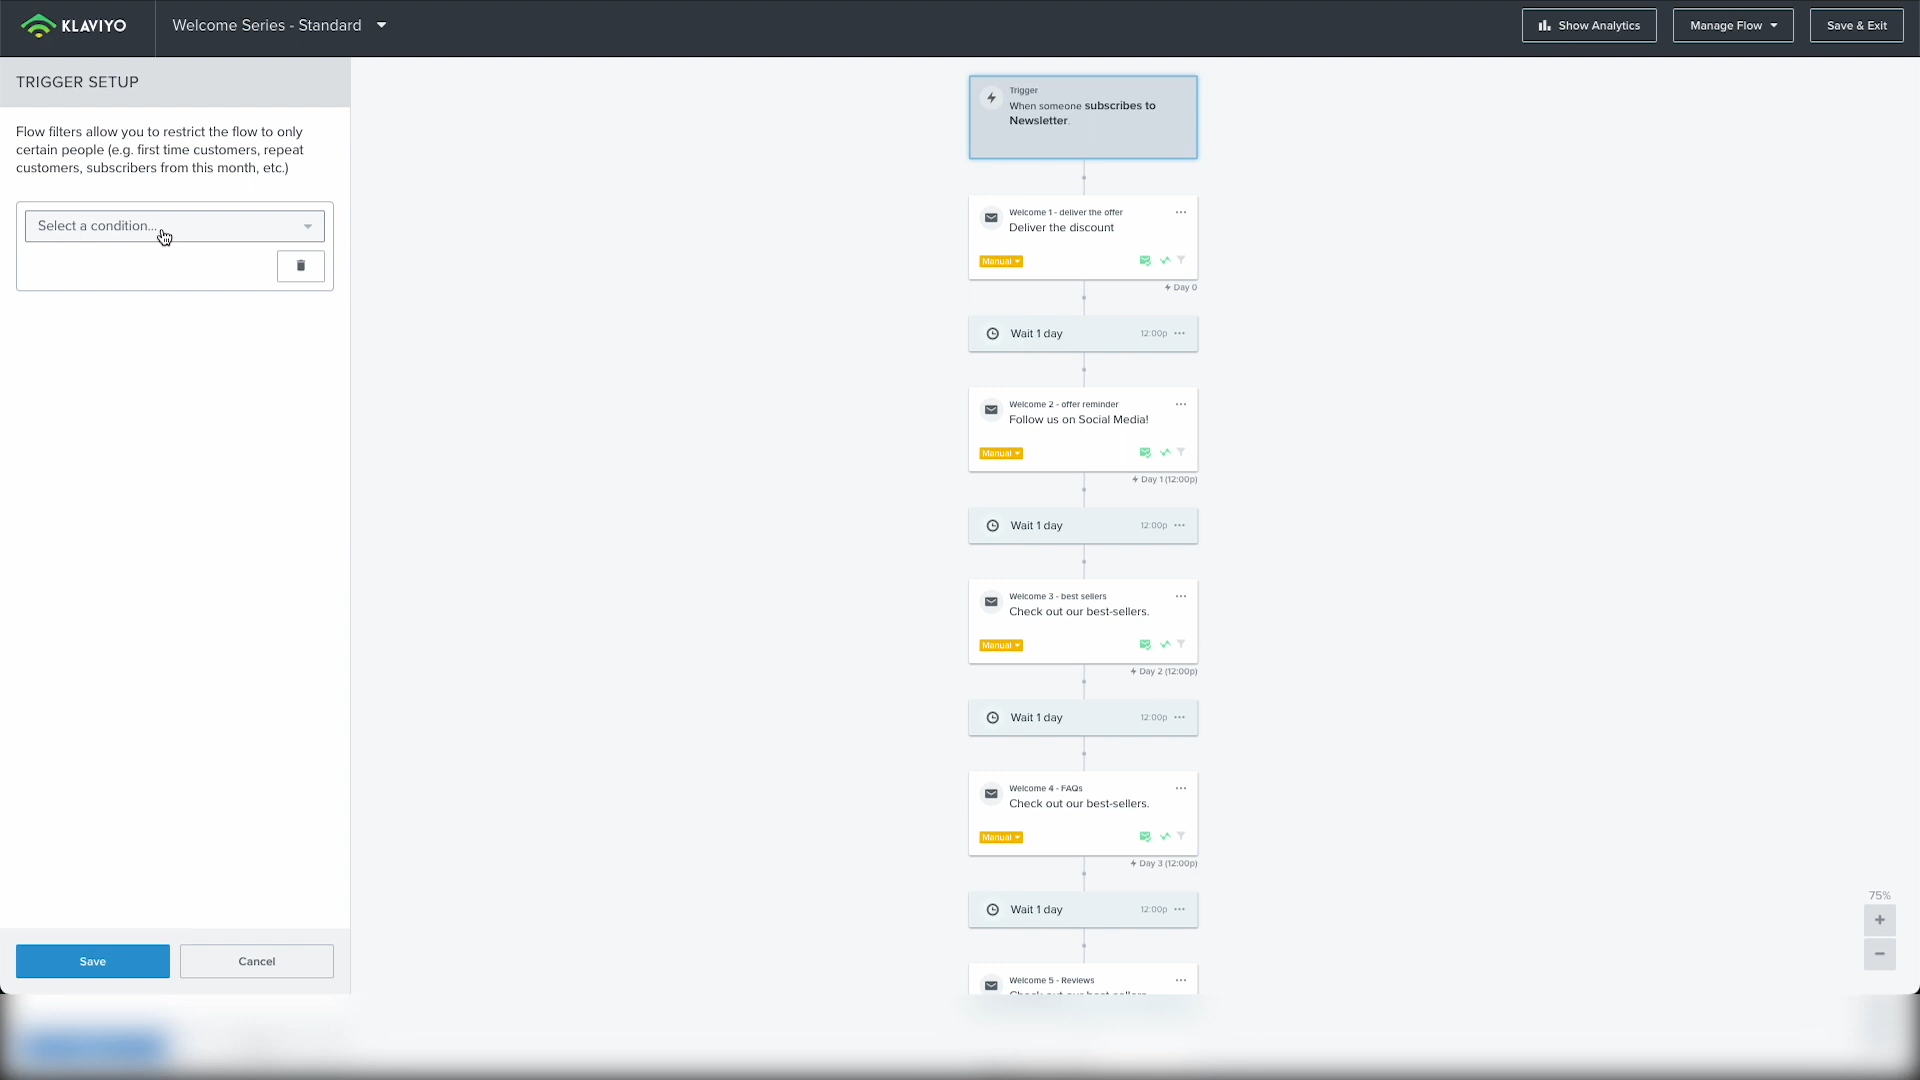 KLAVIYO
Welcome Series - Standard
Show Analytics
Manage Flow
Save & Exit
TRIGGER SETUP
Flow filters allow you to restrict the flow to only
certain people (e.g. first time customers, repeat
customers, subscribers from this month, etc.)
Select a condition...
Save
Cancel
Trigger
When someone subscribes to
Newsletter.
Welcome 1 - deliver the offer
Deliver the discount
Manual
Day 0
Wait 1 day 12:00p
Welcome 2 - offer reminder
Follow us on Social Media!
Manual
Day 1 (12:00p)
Wait 1 day 12:00p
Welcome 3 - best sellers
Check out our best-sellers.
Manual
Day 2 (12:00p)
Wait 1 day 12:00p
Welcome 4 - FAQs
Check out our best-sellers.
Manual
Day 3 (12:00p)
Wait 1 day 12:00p
Welcome 5 - Reviews
75%